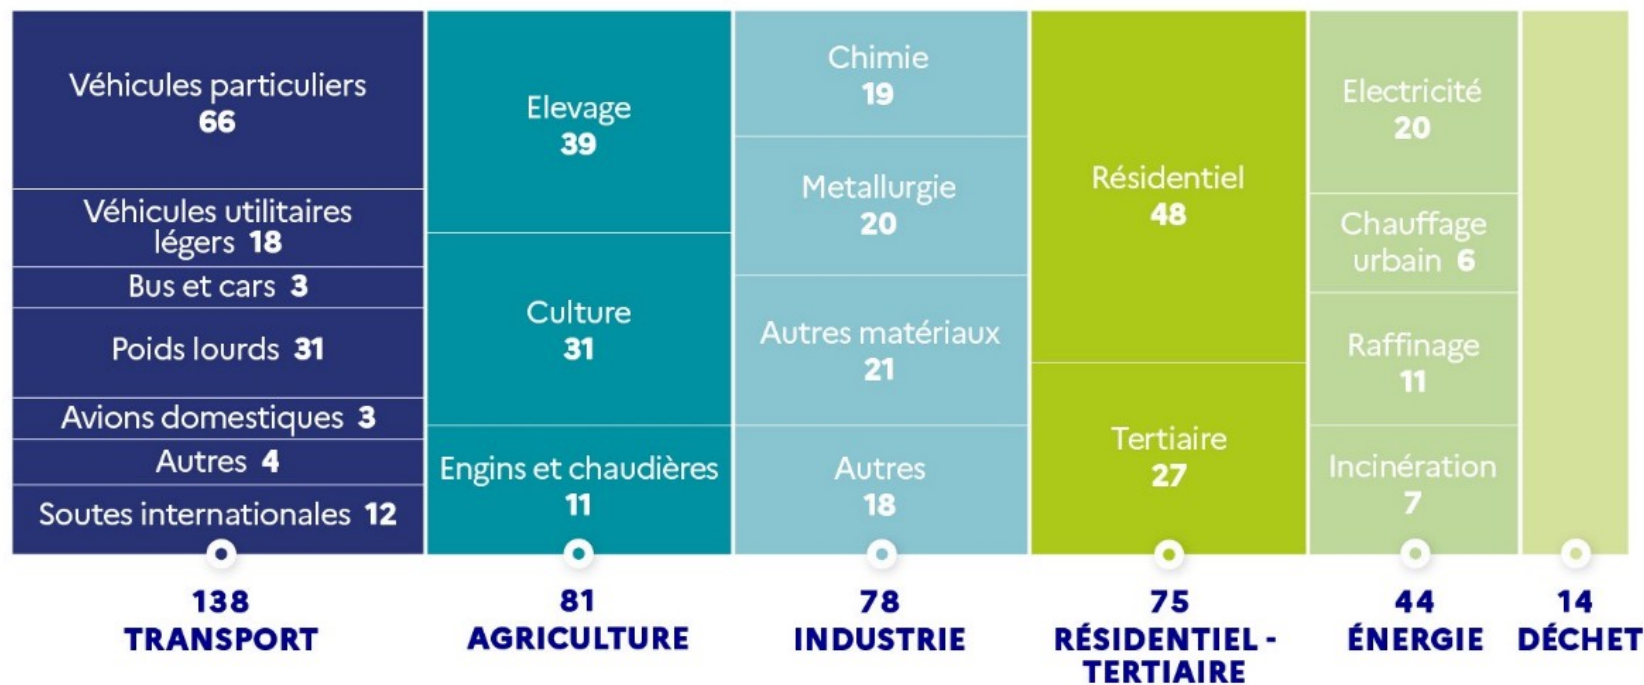 Véhicules particuliers
66
Véhicules utilitaires
légers 18
Bus et cars 3
Poids lourds 31
Avions domestiques 3
Autres 4
Soutes internationales 12
138
TRANSPORT
Elevage
39
Culture
31
Engins et chaudières
11
81
AGRICULTURE
Chimie
19
Metallurgie
20
Autres matériaux
21
Autres
18
78
INDUSTRIE
Résidentiel
48
Tertiaire
27
75
RÉSIDENTIEL -
TERTIAIRE
Electricité
20
Chauffage
urbain 6
Raffinage
11
Incinération
7
44
ÉNERGIE
14
DÉCHET